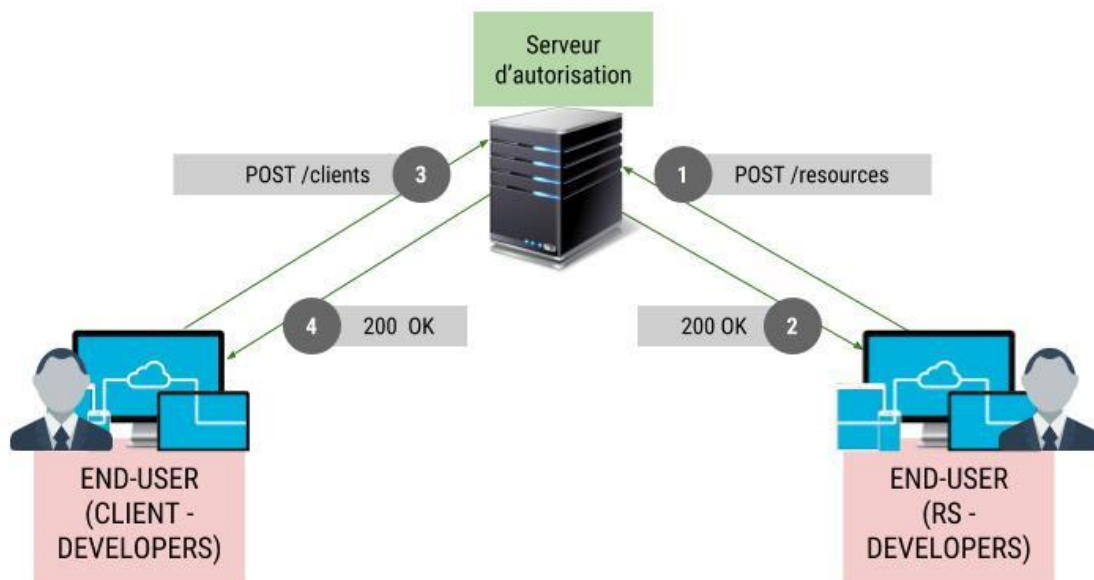 Serveur
d'autorisation
POST /clients
3
1
POST /resources
4
200 OK
200 OK
2
END-USER
(CLIENT -
DEVELOPERS)
END-USER
(RS -
DEVELOPERS)